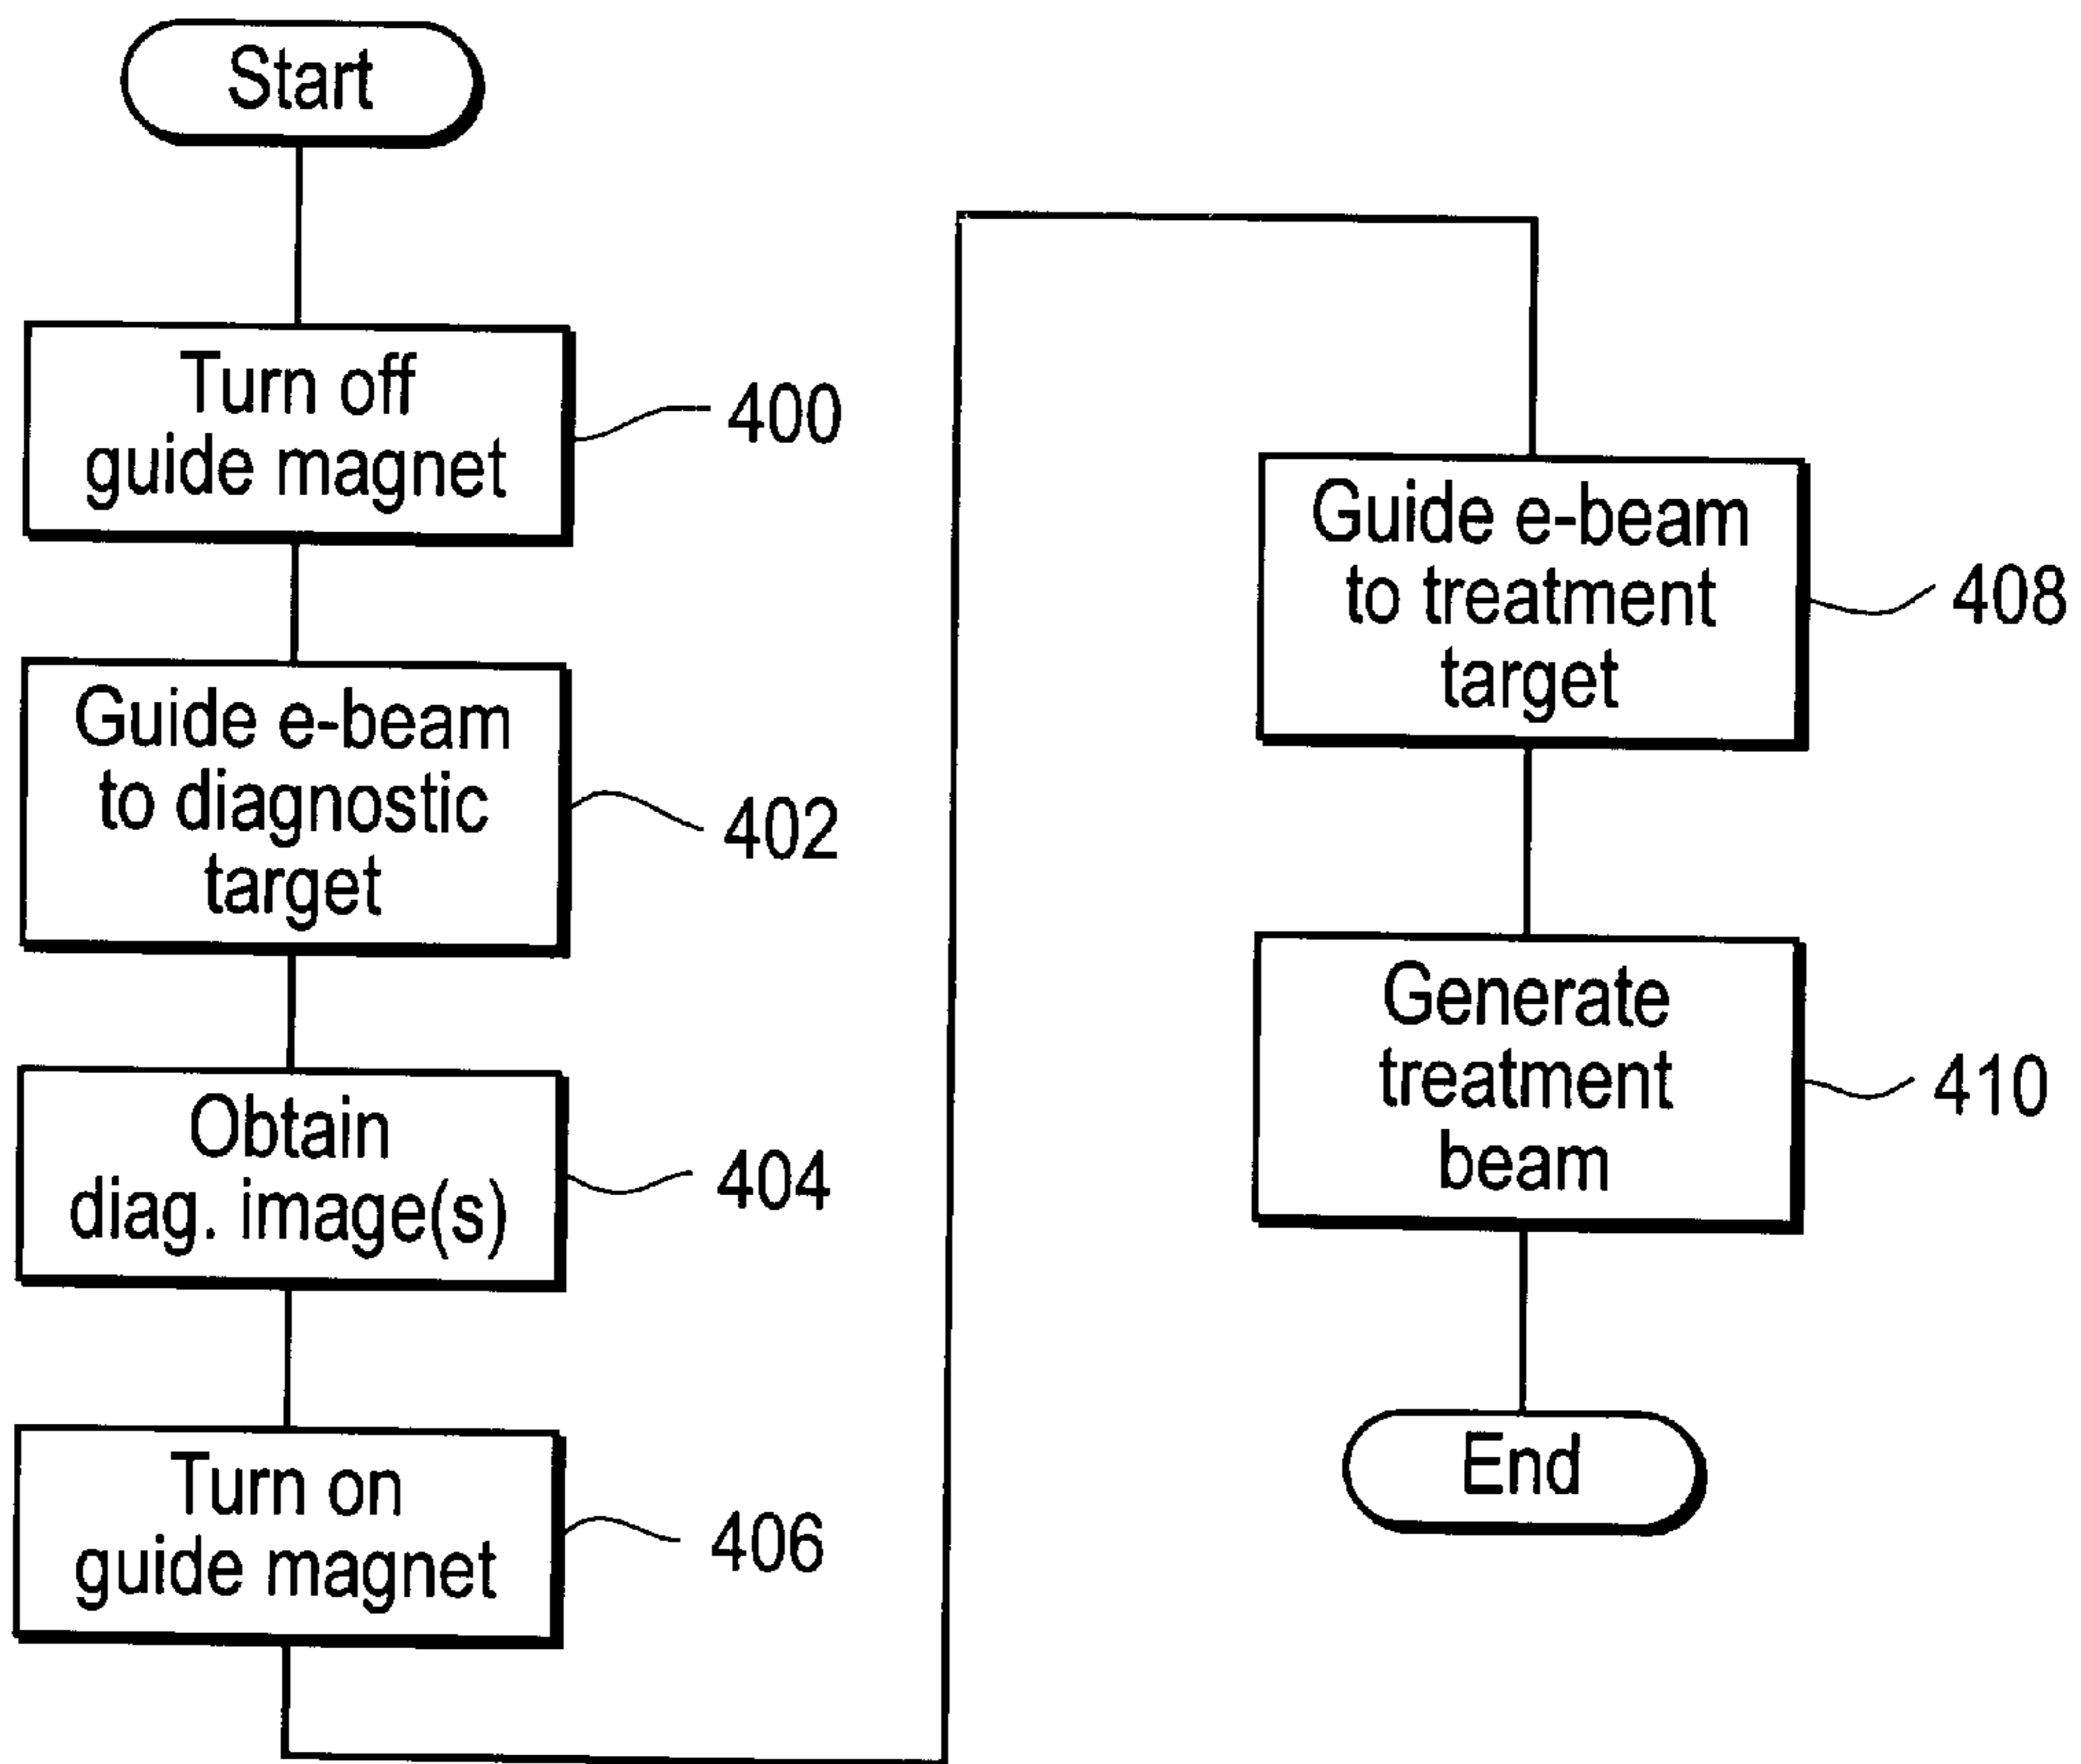 Start
Turn off
guide magnet
400
Guide e-beam
to diagnostic
target
402
Obtain
diag. image(s)
404
Turn on
guide magnet
406
Guide e-beam
to treatment
target
408
Generate
treatment
beam
410
End